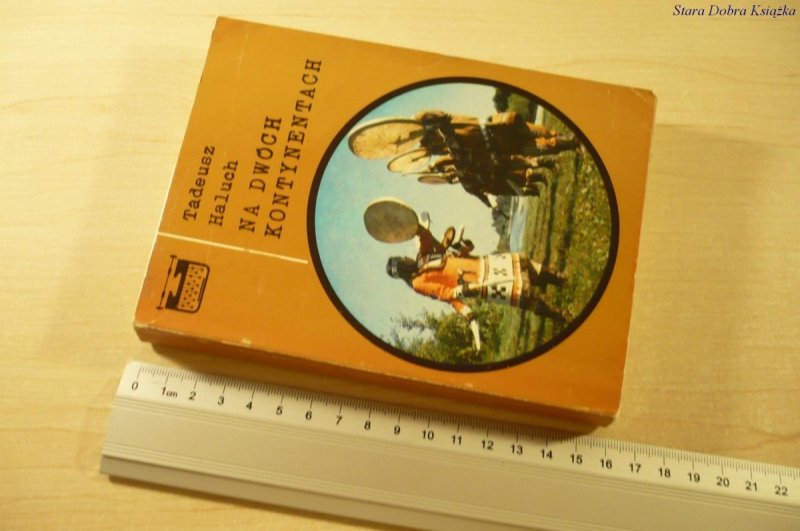 Stara Dobra Książka
Tadeusz
Haluch
NA DWÓCH
KONTYNENTACH
0 1cm 2 3 4 5 6 7 8 9 10 11 12 13 14 15 16 17 18 19 20 21 22